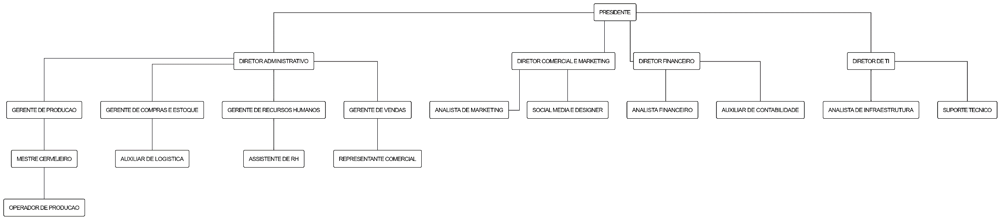 PRESIDENTE
DIRETOR ADMINISTRATIVO
DIRETOR COMERCIAL E MARKETING
DIRETOR FINANCEIRO
DIRETOR DE TI
GERENTE DE PRODUCAO
GERENTE DE COMPRAS E ESTOQUE
GERENTE DE RECURSOS HUMANOS
GERENTE DE VENDAS
ANALISTA DE MARKETING
SOCIAL MEDIA E DESIGNER
ANALISTA FINANCEIRO
AUXILIAR DE CONTABILIDADE
ANALISTA DE INFRAESTRUTURA
SUPORTE TECNICO
MESTRE CERVEJEIRO
AUXILIAR DE LOGISTICA
ASSISTENTE DE RH
REPRESENTANTE COMERCIAL
OPERADOR DE PRODUCAO